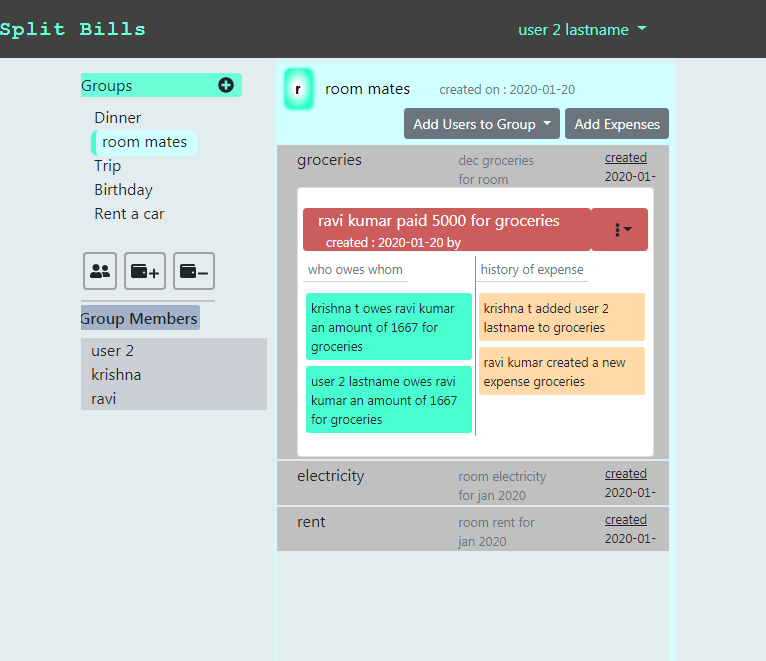 Split Bills
user 2 lastname
Groups
Dinner
room mates
Trip
Birthday
Rent a car
Group Members
user 2
krishna
ravi
r room mates created on : 2020-01-20
Add Users to Group Add Expenses
groceries
dec groceries
for room
created
2020-01-
ravi kumar paid 5000 for groceries
created : 2020-01-20 by
who owes whom
krishna t owes ravi kumar
an amount of 1667 for
groceries
user 2 lastname owes ravi
kumar an amount of 1667
for groceries
history of expense
krishna t added user 2
lastname to groceries
ravi kumar created a new
expense groceries
electricity
room electricity
for jan 2020
created
2020-01-
rent
room rent for
jan 2020
created
2020-01-